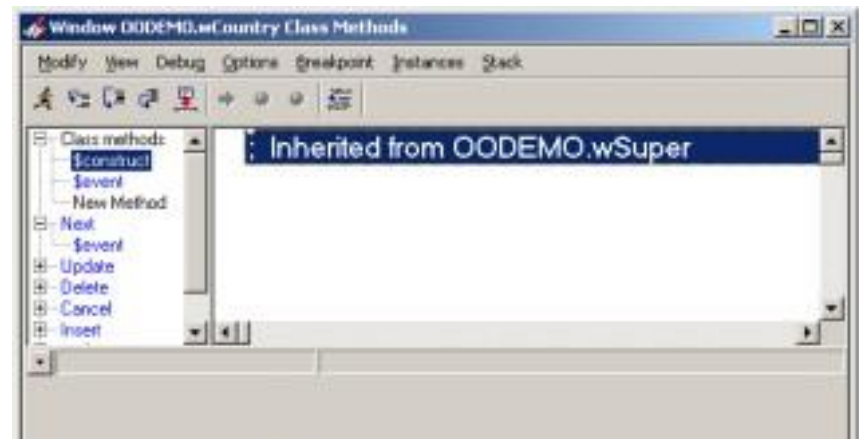 Window OODEMO.wCountry Class Methods
Modify View Debug Options Breakpoint Instances Stack
Class methods
$construct
$event
New Method
Next
$event
Update
Delete
Cancel
Insert
; Inherited from OODEMO.wSuper